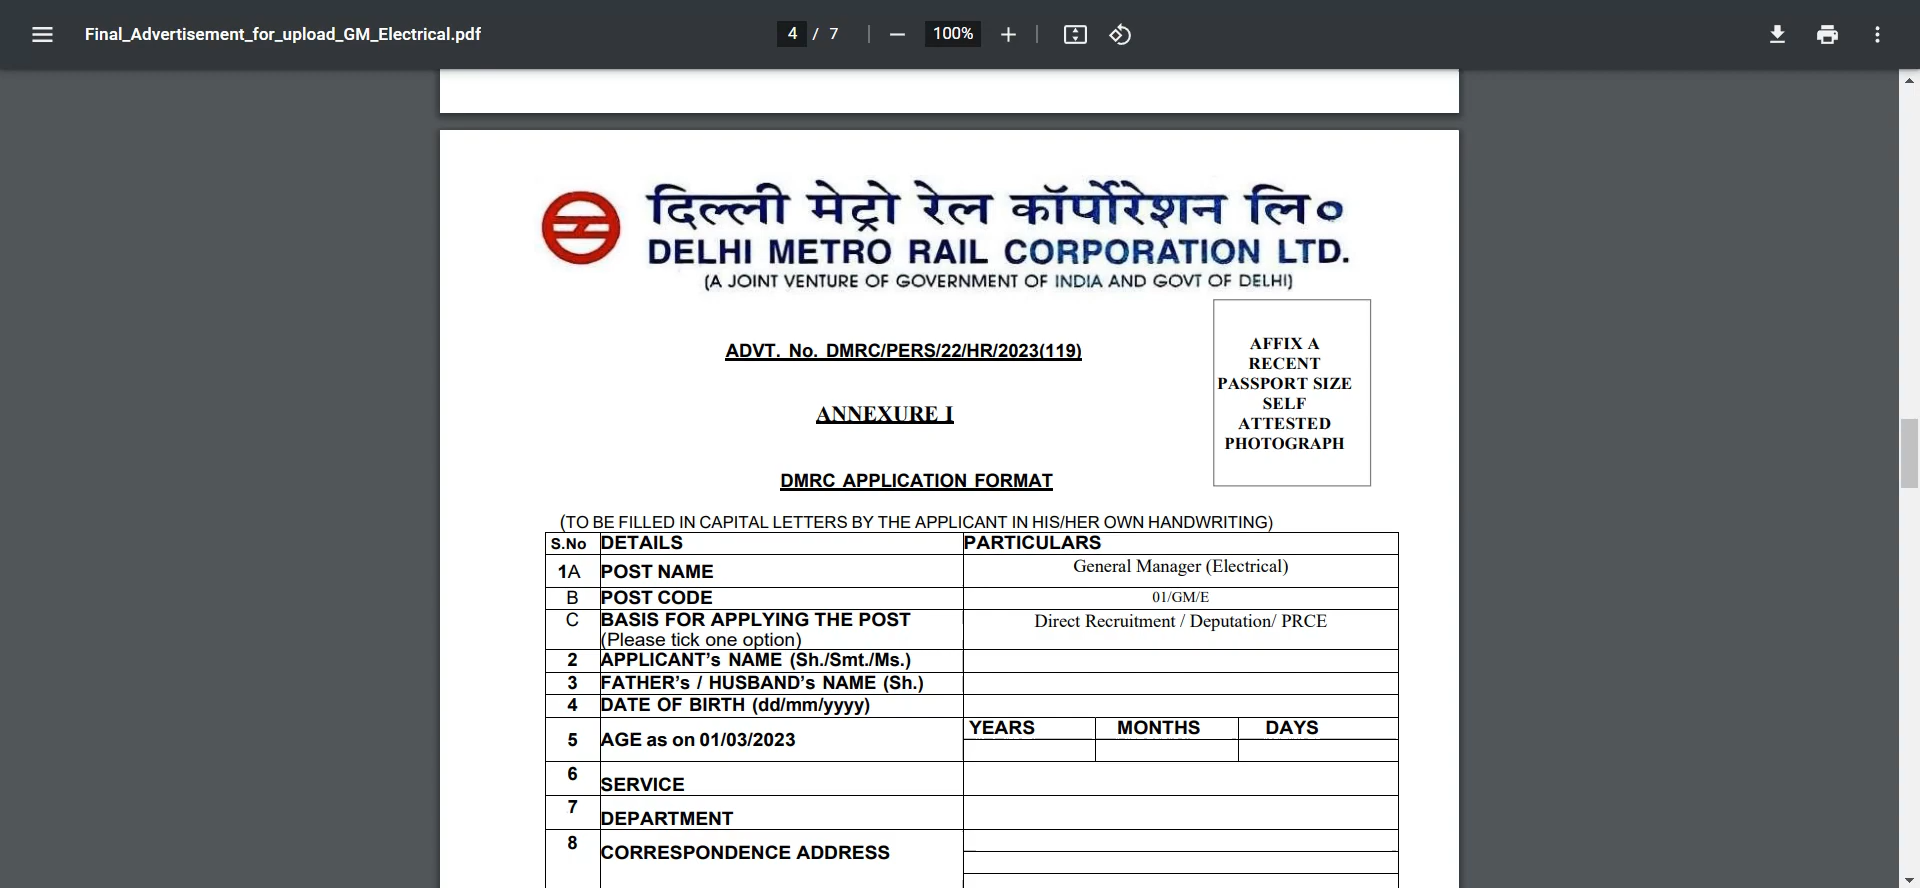 Final_Advertisement_for_upload_GM_Electrical.pdf
4 / 7
100%
दिल्ली मेट्रो रेल कॉर्पोरेशन लि०
DELHI METRO RAIL CORPORATION LTD.
(A JOINT VENTURE OF GOVERNMENT OF INDIA AND GOVT OF DELHI)
ADVT. No. DMRC/PERS/22/HR/2023(119)
AFFIX A
RECENT
PASSPORT SIZE
SELF
ATTESTED
PHOTOGRAPH
ANNEXURE I
DMRC APPLICATION FORMAT
(TO BE FILLED IN CAPITAL LETTERS BY THE APPLICANT IN HIS/HER OWN HANDWRITING)
S.No DETAILS PARTICULARS
1A POST NAME General Manager (Electrical)
B POST CODE 01/GM/E
C BASIS FOR APPLYING THE POST Direct Recruitment / Deputation/ PRCE
(Please tick one option)
2 APPLICANT's NAME (Sh./Smt./Ms.)
3 FATHER's / HUSBAND's NAME (Sh.)
4 DATE OF BIRTH (dd/mm/yyyy)
5 AGE as on 01/03/2023 YEARS MONTHS DAYS
6 SERVICE
7 DEPARTMENT
8 CORRESPONDENCE ADDRESS